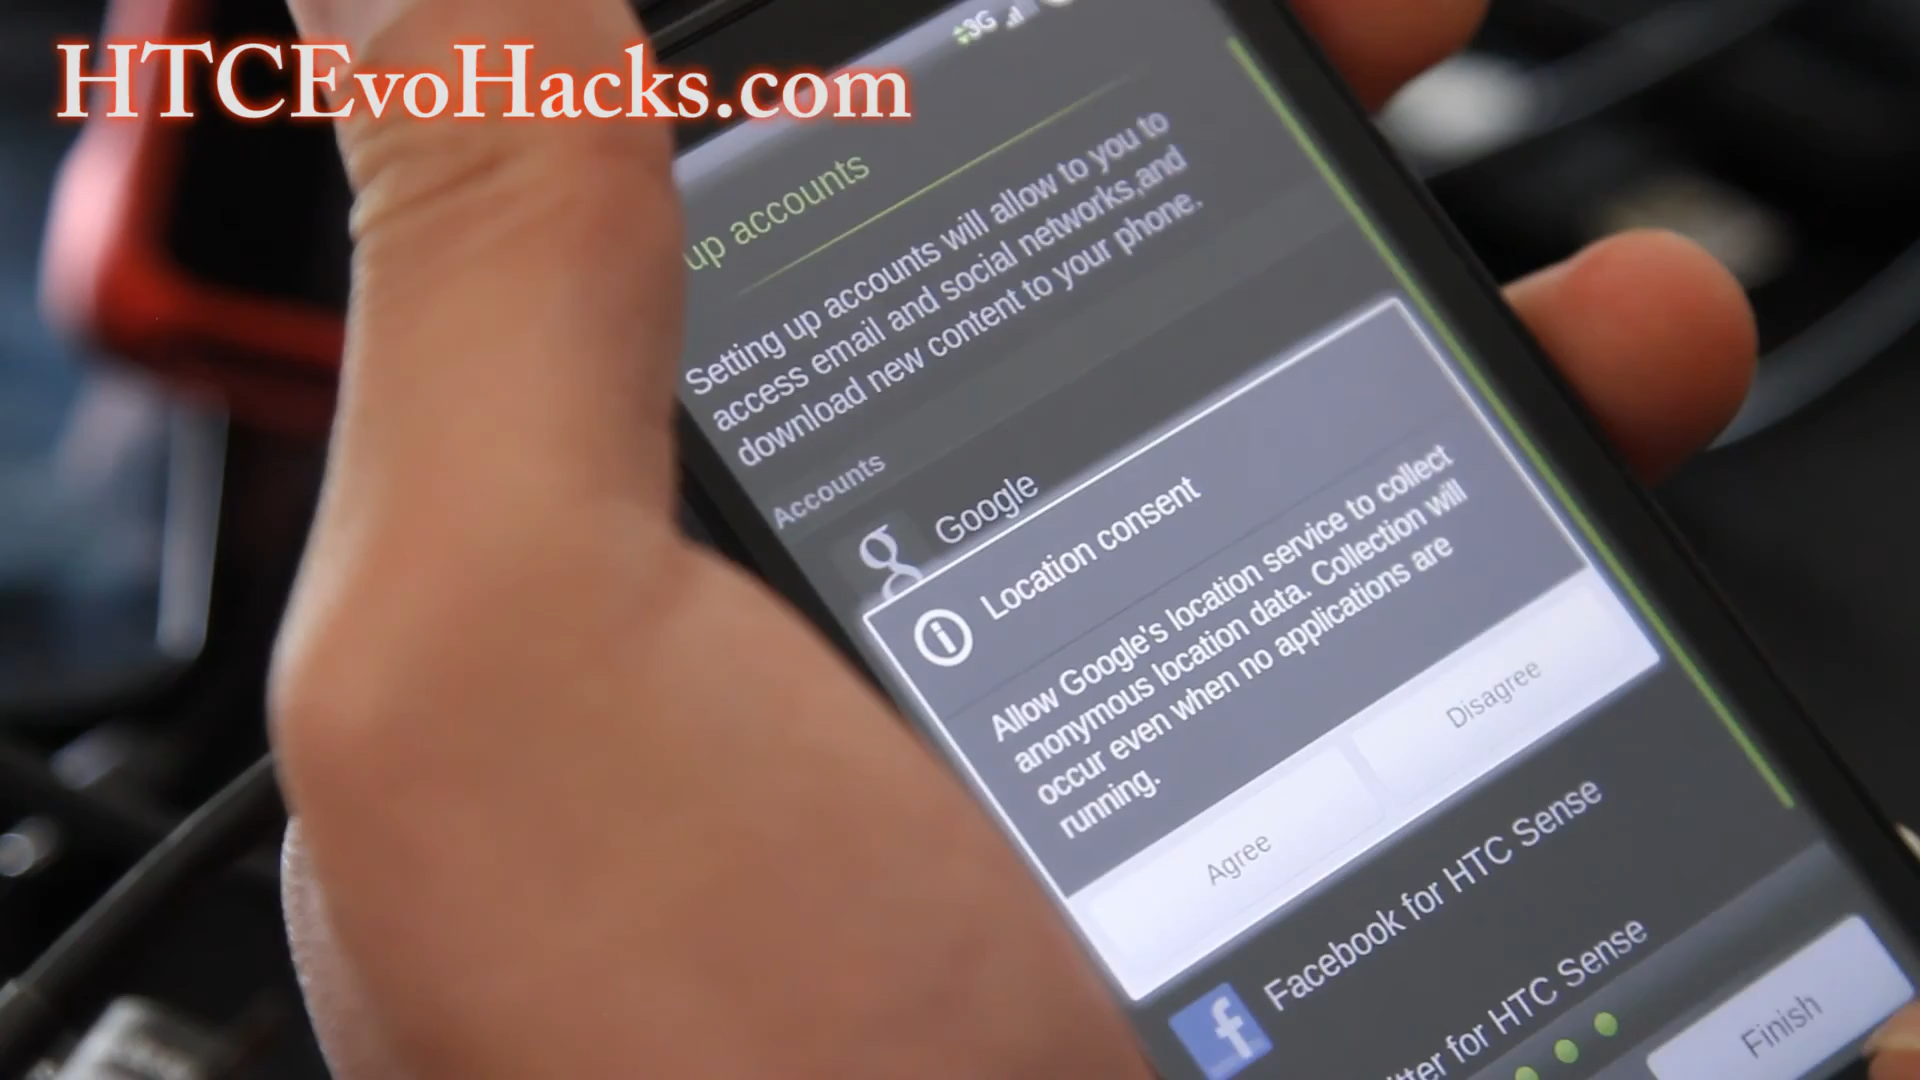 HTCEvoHacks.com
3G
up accounts
Setting up accounts will allow to you to
access email and social networks,and
download new content to your phone.
Accounts
Google
Location consent
Allow Google's location service to collect
anonymous location data. Collection will
occur even when no applications are
running.
Agree
Disagree
Facebook for HTC Sense
for HTC Sense
Finish